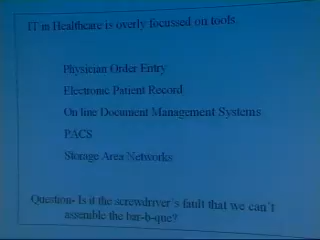 IT in Healthcare is overly focussed on tools.
Physician Order Entry
Electronic Patient Record
On line Document Management Systems
PACS
Storage Area Networks
Question- Is it the screwdriver's fault that we can't
assemble the bar-b-que?